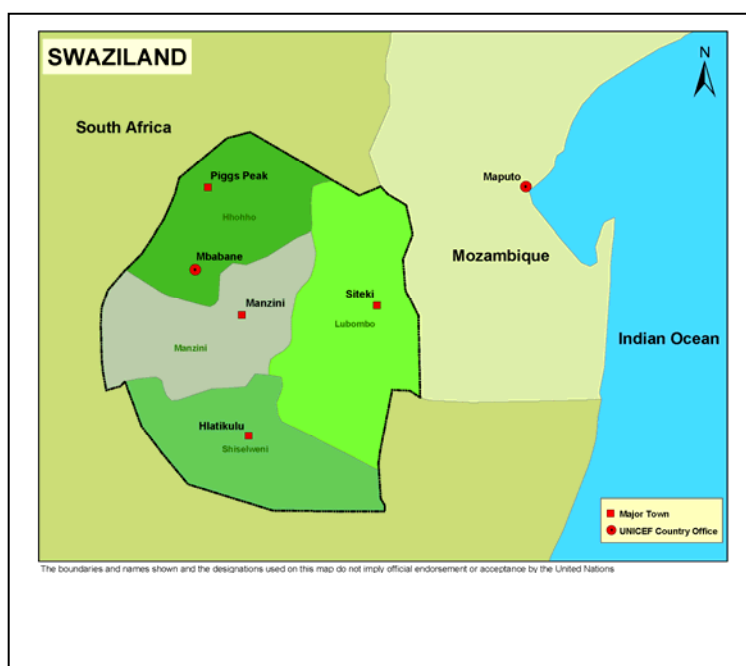 SWAZILAND
N
South Africa
Piggs Peak
Maputo
Hhohho
Mbabane
Mozambique
Siteki
Manzini
Lubombo
Indian Ocean
Manzini
Hlatikulu
Shiselweni
Major Town
UNICEF Country Office
The boundaries and names shown and the designations used on this map do not imply official endorsement or acceptance by the United Nations